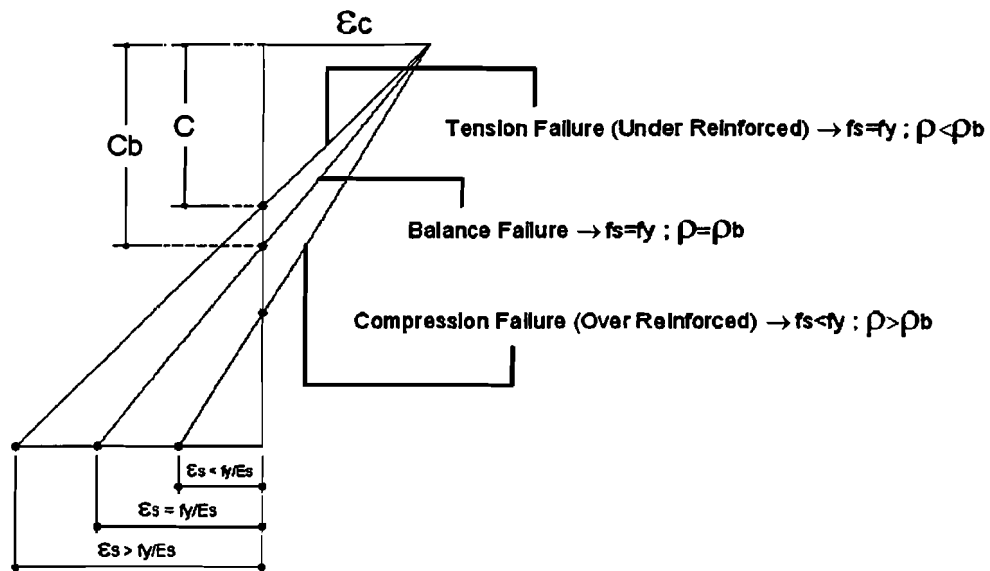 εc
C
Cb
Tension Failure (Under Reinforced) → fs=fy ; ρ<ρb
Balance Failure → fs=fy ; ρ=ρb
Compression Failure (Over Reinforced) → fs<fy ; ρ>ρb
εs < fy/Es
εs = fy/Es
εs > fy/Es